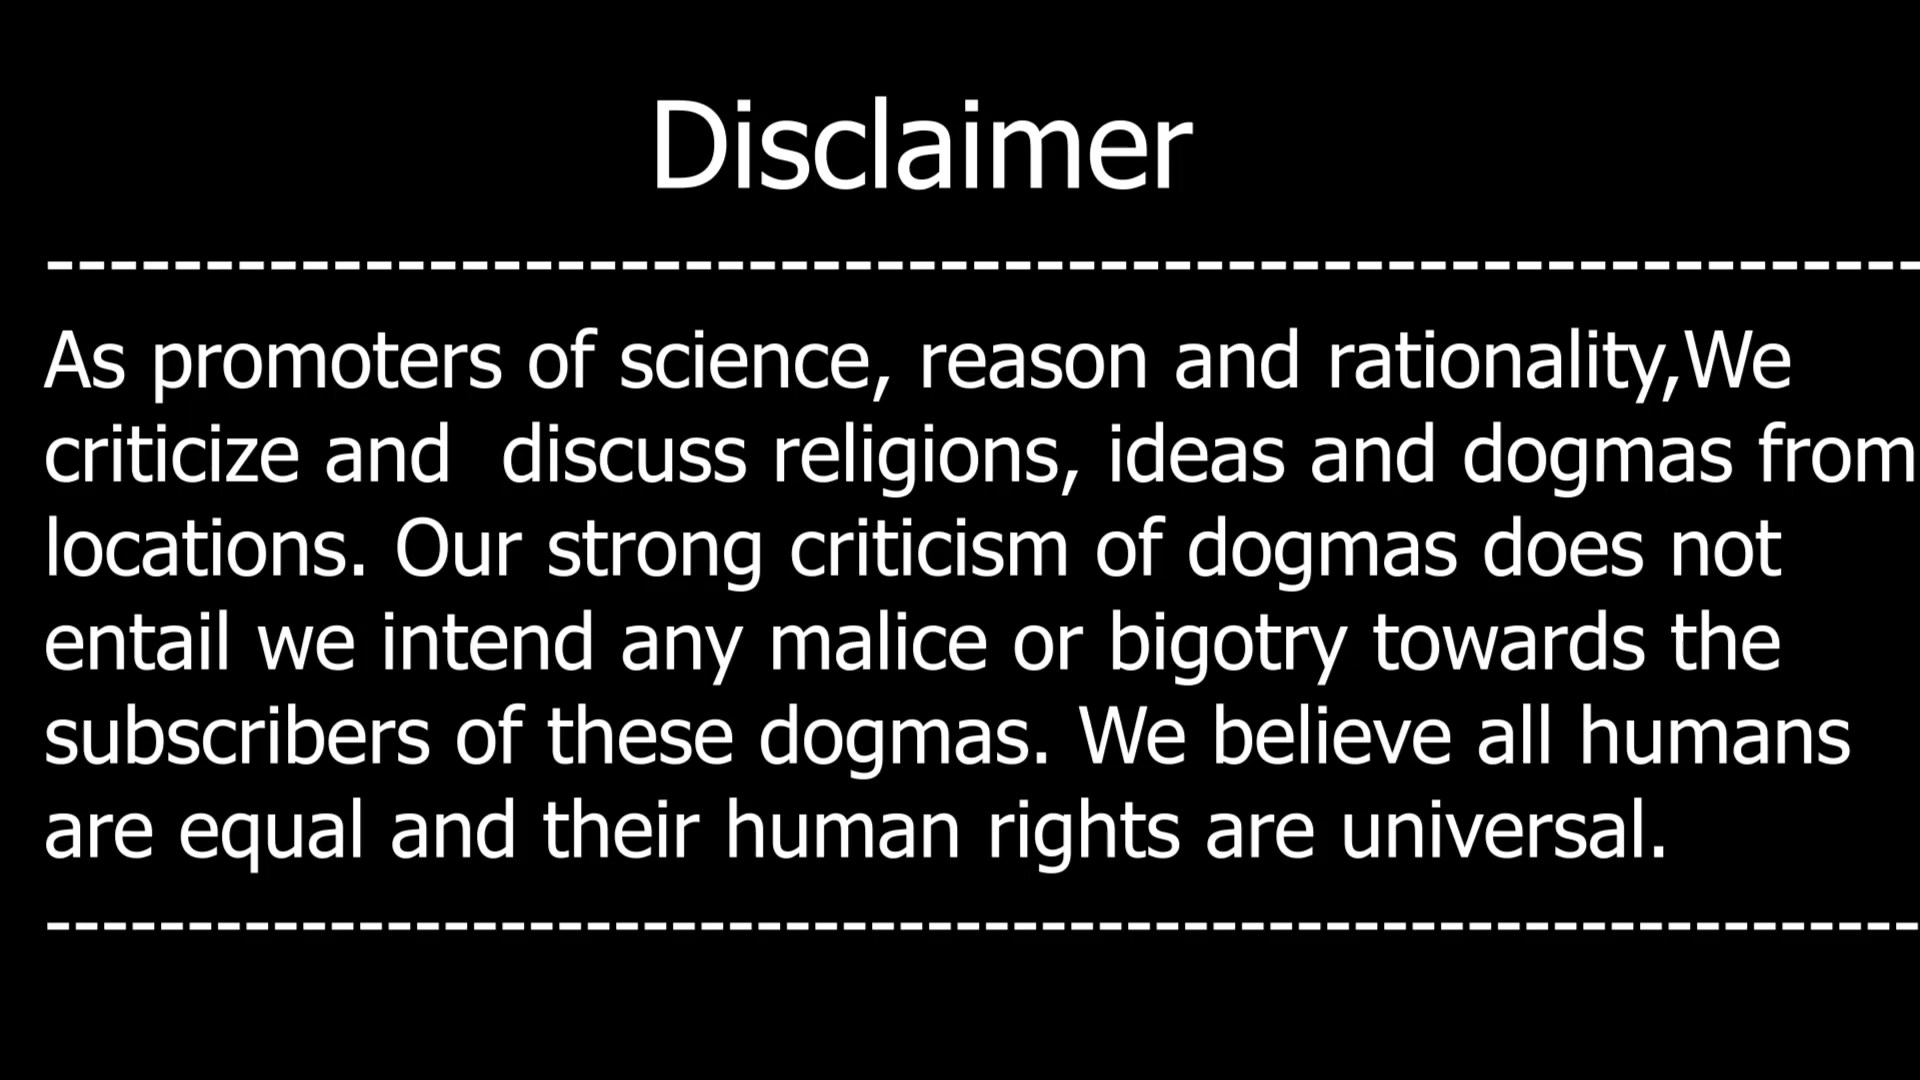 Disclaimer
-----------------------------------------------------------
As promoters of science, reason and rationality,We
criticize and  discuss religions, ideas and dogmas from
locations. Our strong criticism of dogmas does not
entail we intend any malice or bigotry towards the
subscribers of these dogmas. We believe all humans
are equal and their human rights are universal.
------------------------------------------------------------------